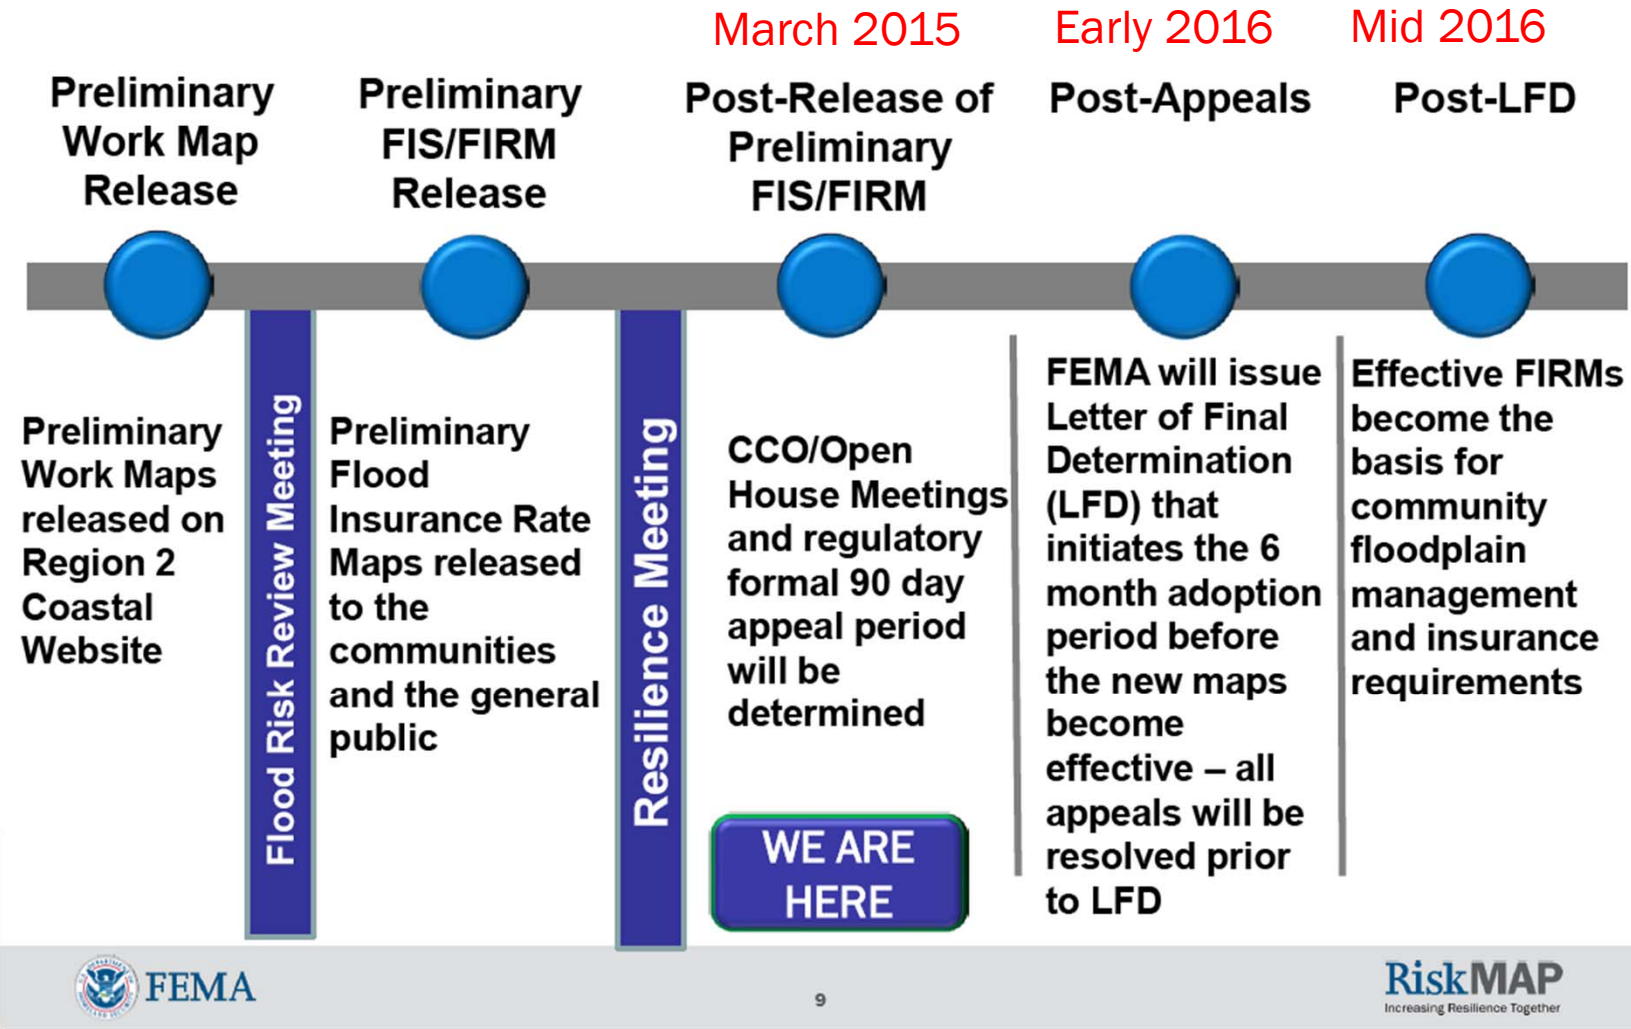 March 2015
Early 2016
Mid 2016
Preliminary
Work Map
Release
Preliminary
FIS/FIRM
Release
Post-Release of
Preliminary
FIS/FIRM
Post-Appeals
Post-LFD
Preliminary
Work Maps
released on
Region 2
Coastal
Website
Flood Risk Review Meeting
Preliminary
Flood
Insurance Rate
Maps released
to the
communities
and the general
public
Resilience Meeting
CCO/Open
House Meetings
and regulatory
formal 90 day
appeal period
will be
determined
WE ARE
HERE
FEMA will issue
Letter of Final
Determination
(LFD) that
initiates the 6
month adoption
period before
the new maps
become
effective – all
appeals will be
resolved prior
to LFD
Effective FIRMs
become the
basis for
community
floodplain
management
and insurance
requirements
FEMA
9
RiskMAP
Increasing Resilience Together